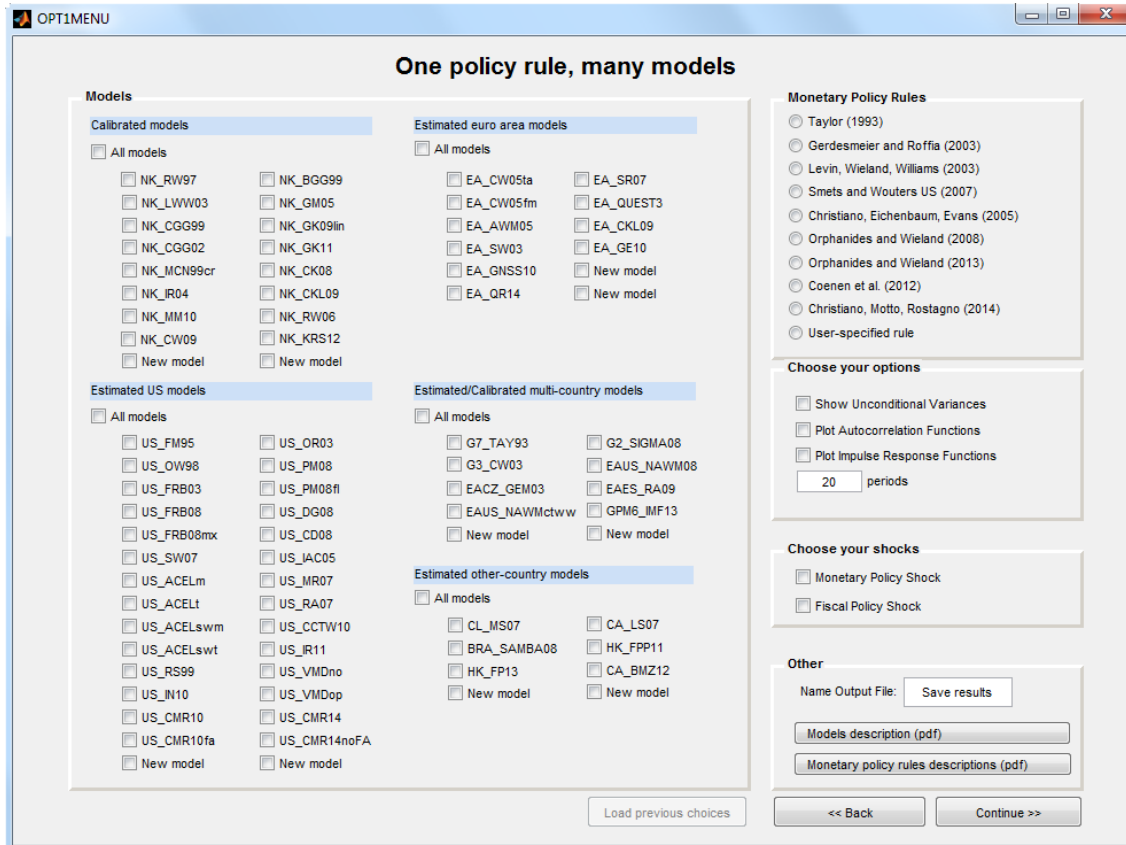 OPT1MENU
One policy rule, many models
Models
Calibrated models
All models
NK_RW97 NK_BGG99
NK_LWW03 NK_GM05
NK_CGG99 NK_GK09lin
NK_CGG02 NK_GK11
NK_MCN99cr NK_CK08
NK_IR04 NK_CKL09
NK_MM10 NK_RW06
NK_CW09 NK_KRS12
New model New model
Estimated euro area models
All models
EA_CW05ta EA_SR07
EA_CW05fm EA_QUEST3
EA_AWM05 EA_CKL09
EA_SW03 EA_GE10
EA_GNSS10 New model
EA_QR14 New model
Estimated US models
All models
US_FM95 US_OR03
US_OW98 US_PM08
US_FRB03 US_PM08fl
US_FRB08 US_DG08
US_FRB08mx US_CD08
US_SW07 US_IAC05
US_ACELm US_MR07
US_ACELt US_RA07
US_ACELswm US_CCTW10
US_ACELswt US_IR11
US_RS99 US_VMDno
US_IN10 US_VMDop
US_CMR10 US_CMR14
US_CMR10fa US_CMR14noFA
New model New model
Estimated/Calibrated multi-country models
All models
G7_TAY93 G2_SIGMA08
G3_CW03 EAUS_NAWM08
EACZ_GEM03 EAES_RA09
EAUS_NAWMctww GPM6_IMF13
New model New model
Estimated other-country models
All models
CL_MS07 CA_LS07
BRA_SAMBA08 HK_FPP11
HK_FP13 CA_BMZ12
New model New model
Monetary Policy Rules
Taylor (1993)
Gerdesmeier and Roffia (2003)
Levin, Wieland, Williams (2003)
Smets and Wouters US (2007)
Christiano, Eichenbaum, Evans (2005)
Orphanides and Wieland (2008)
Orphanides and Wieland (2013)
Coenen et al. (2012)
Christiano, Motto, Rostagno (2014)
User-specified rule
Choose your options
Show Unconditional Variances
Plot Autocorrelation Functions
Plot Impulse Response Functions
20 periods
Choose your shocks
Monetary Policy Shock
Fiscal Policy Shock
Other
Name Output File: Save results
Models description (pdf)
Monetary policy rules descriptions (pdf)
Load previous choices << Back Continue >>